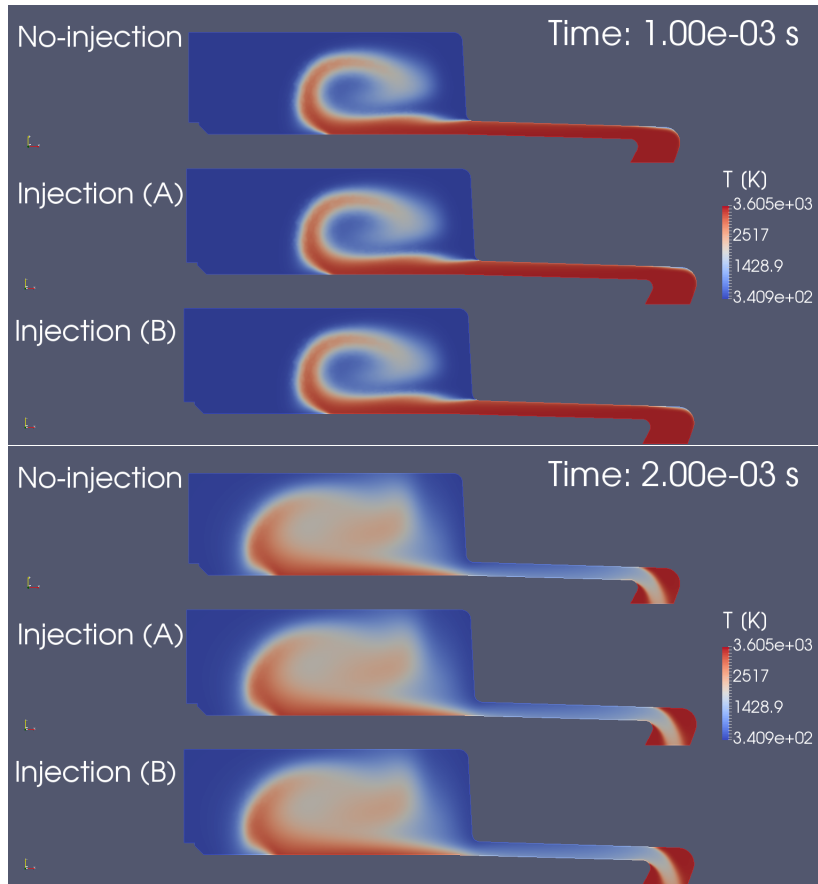 No-injection
Time: 1.00e-03 s
Injection (A)
T (K)
3.605e+03
2517
1428.9
3.409e+02
Injection (B)
No-injection
Time: 2.00e-03 s
Injection (A)
T (K)
3.605e+03
2517
1428.9
3.409e+02
Injection (B)